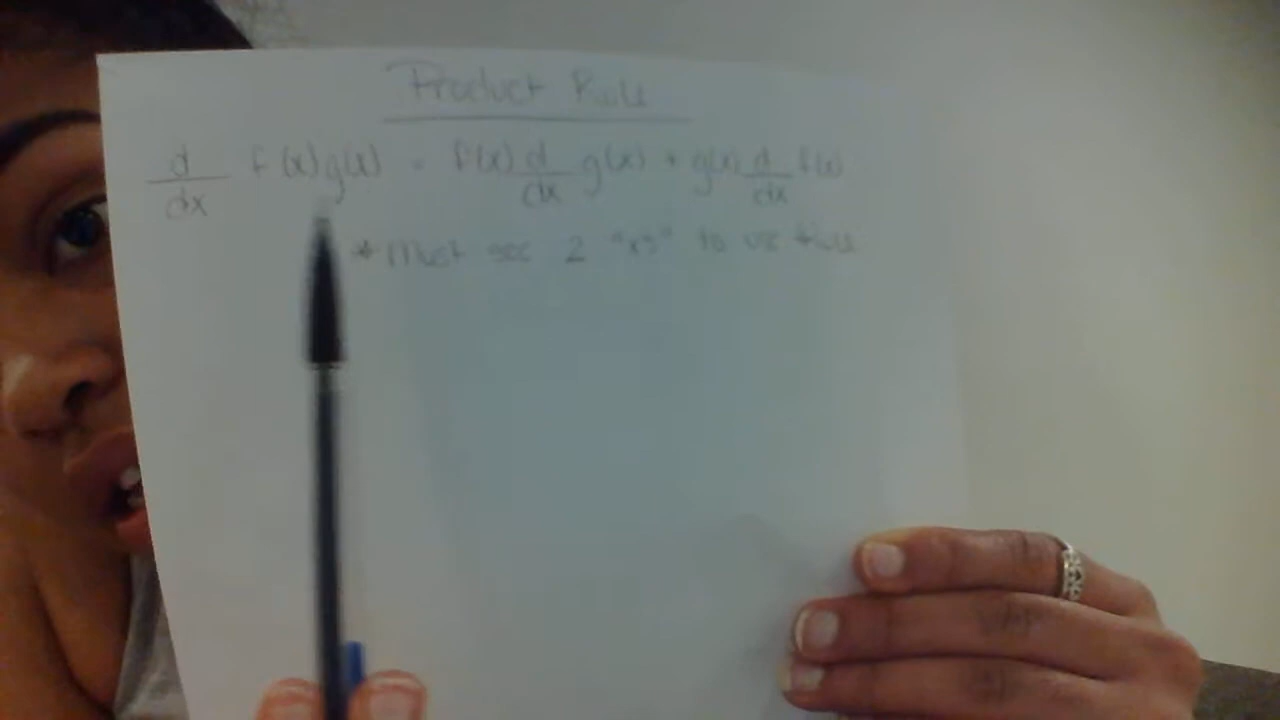 Product Rule
d/dx f(x)g(x) = f(x) d/dx g(x) + g(x) d/dx f(x)
* Must see 2 "x's" to use this